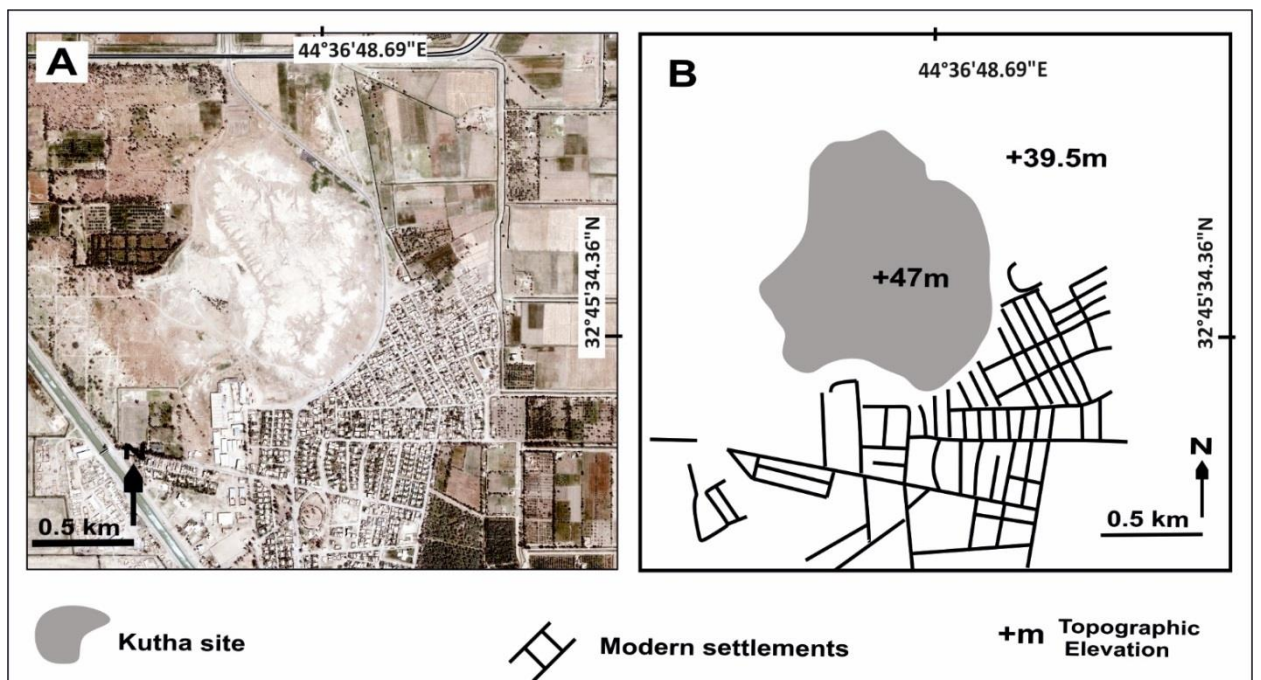 A
44°36'48.69"E
32°45'34.36"N
N
0.5 km
B
44°36'48.69"E
+39.5m
+47m
32°45'34.36"N
N
0.5 km
Kutha site
Modern settlements
+m Topographic
Elevation